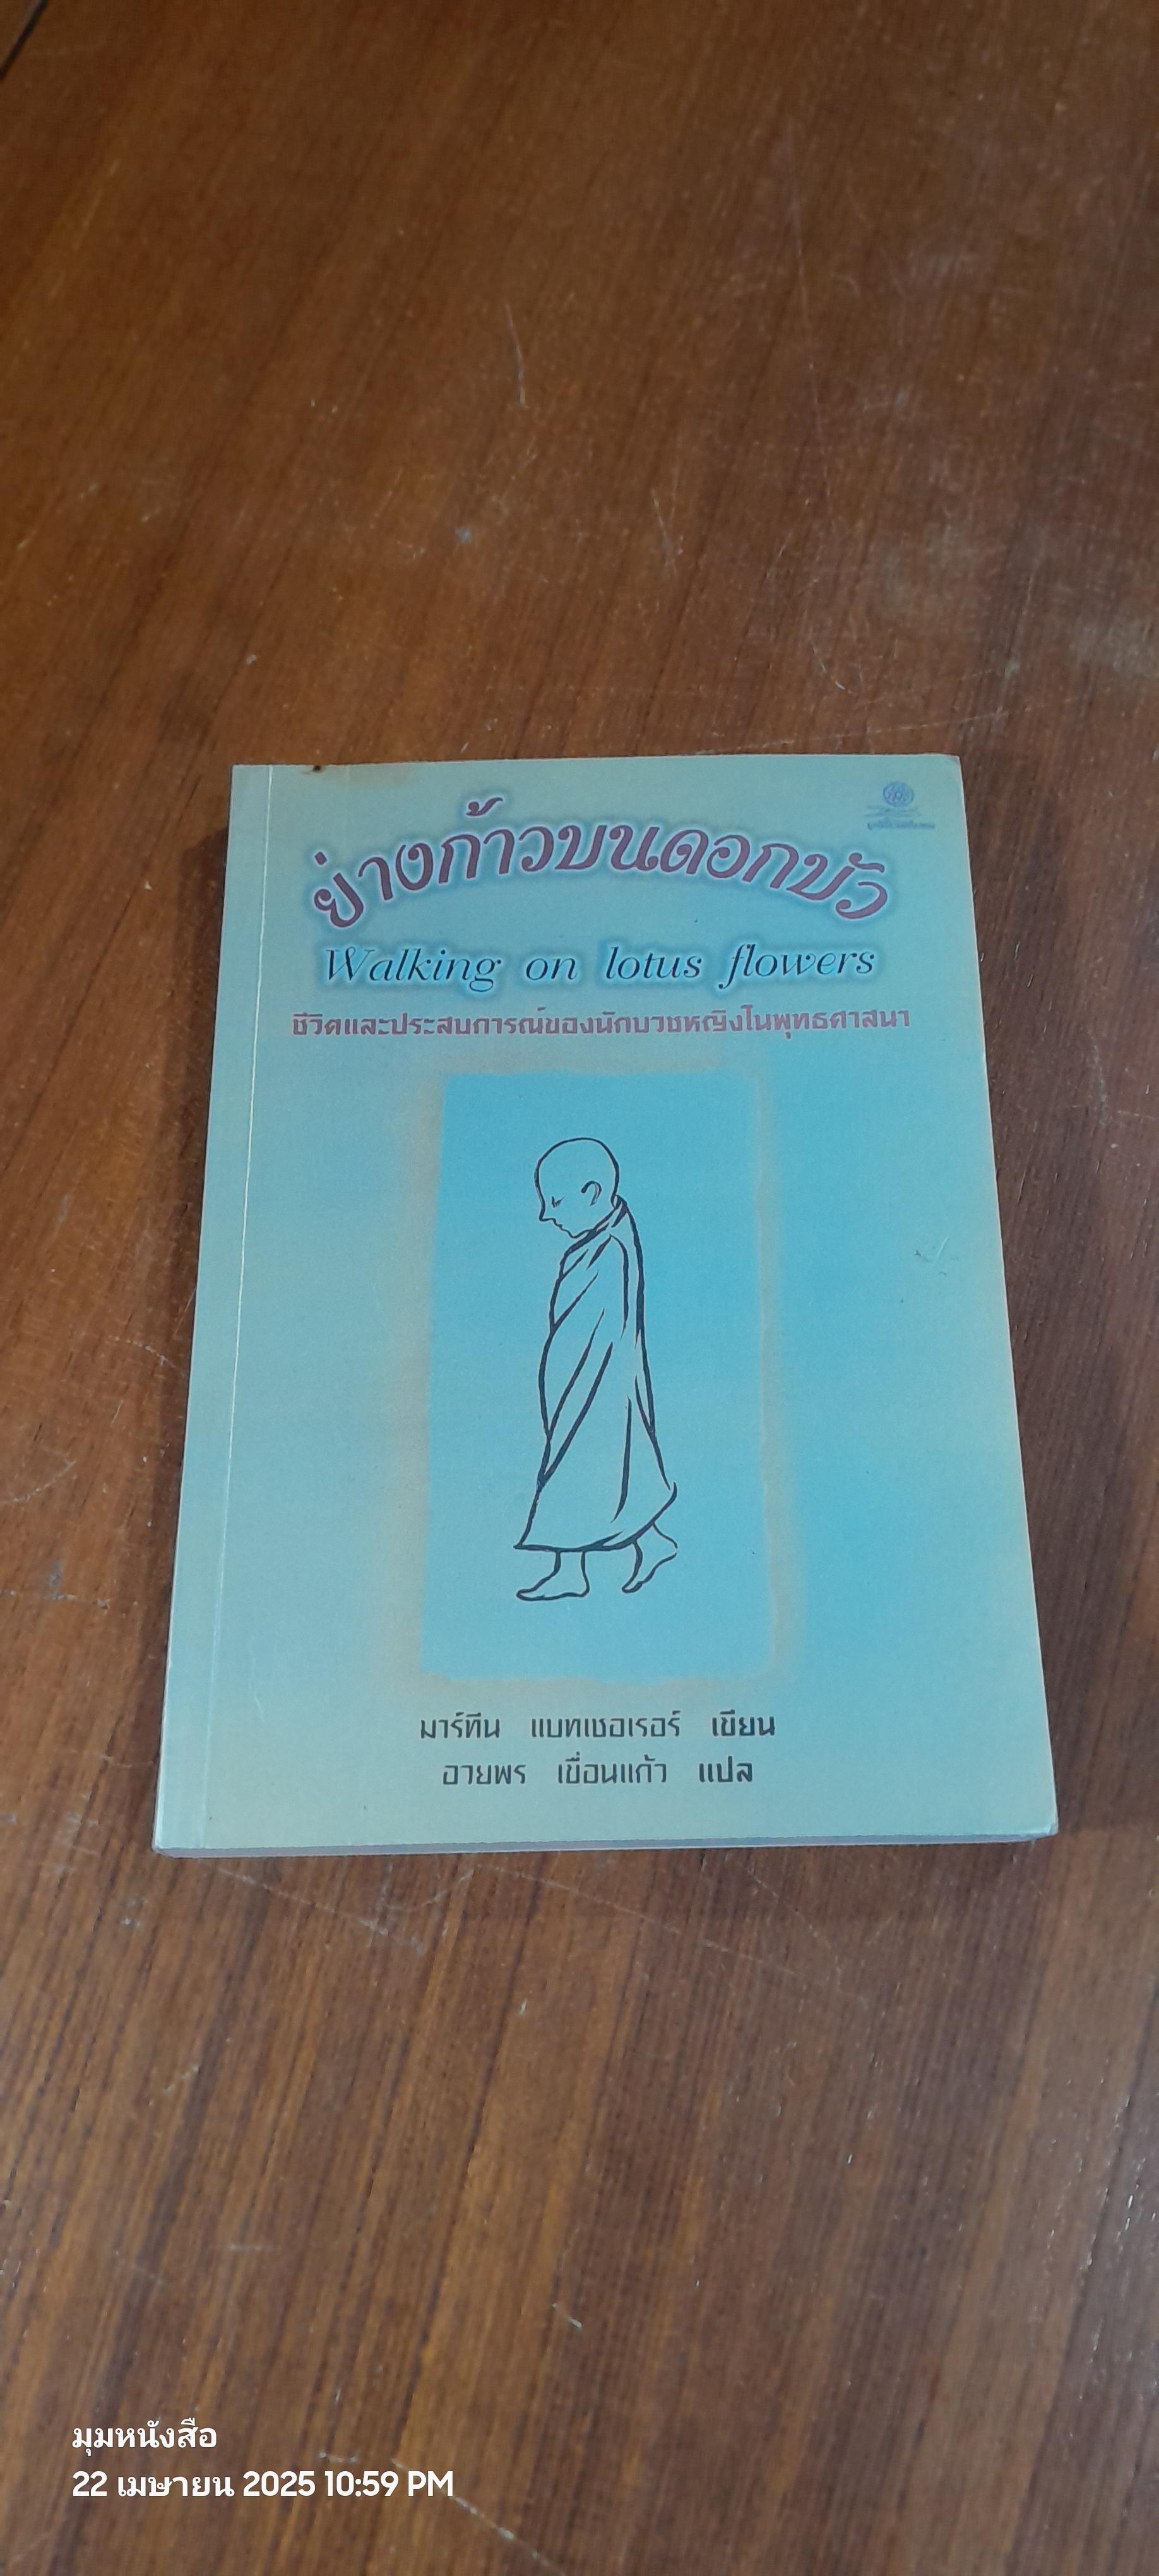 ย่างก้าวบนดอกบัว
Walking on lotus flowers
ชีวิตและประสบการณ์ของนักบวชหญิงในพุทธศาสนา
มาร์ทีน แบทเชอเรอร์ เขียน
อายพร เขื่อนแก้ว แปล
มุมหนังสือ
22 เมษายน 2025 10:59 PM